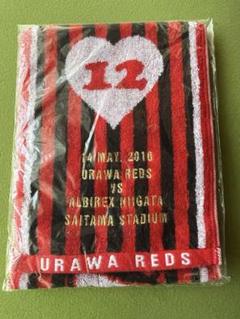 12
14 MAY. 2016
URAWA REDS
VS
ALBIREX NIIGATA
SAITAMA STADIUM
URAWA REDS